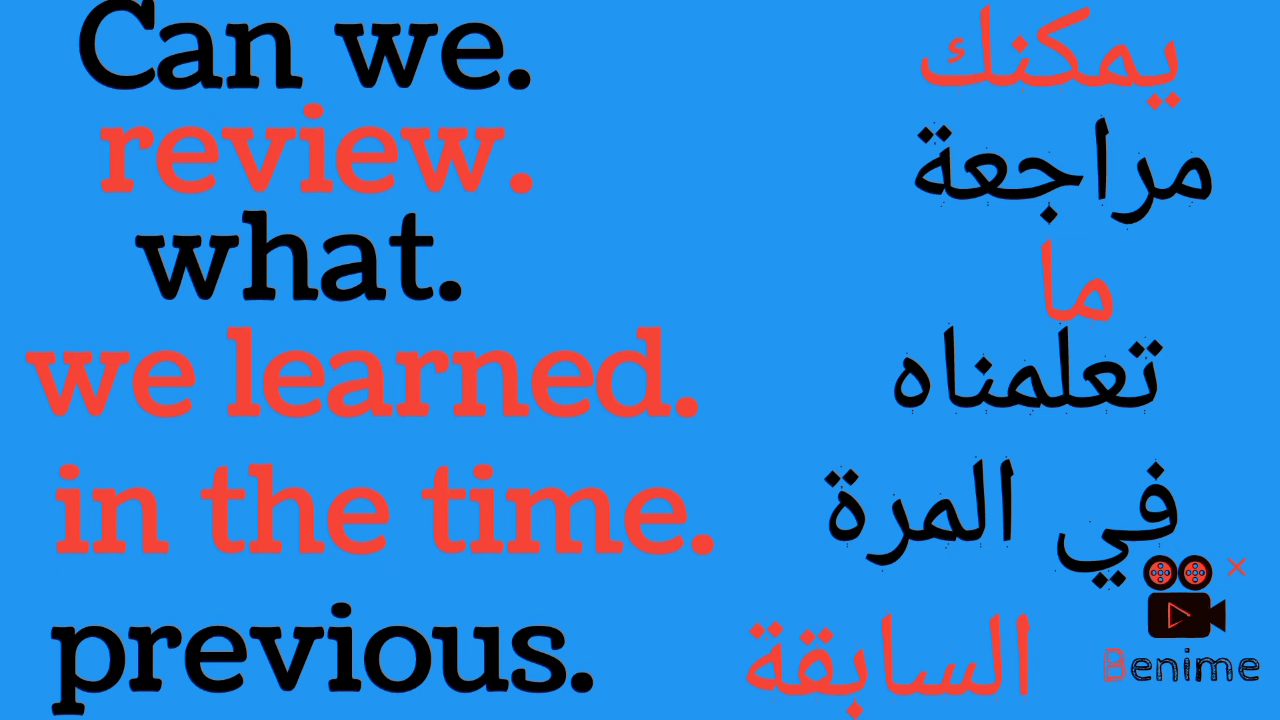 Can we. يمكنك
review. مراجعة
what. ما
we learned. تعلمناه
in the time. في المرة
previous. السابقة
Benime